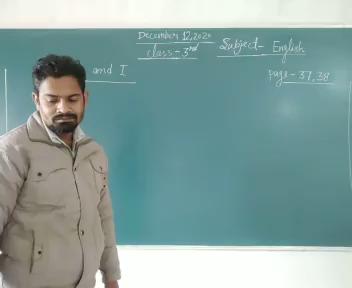 December 12, 2020
class - 3rd
Subject - English
and I
page - 37, 38